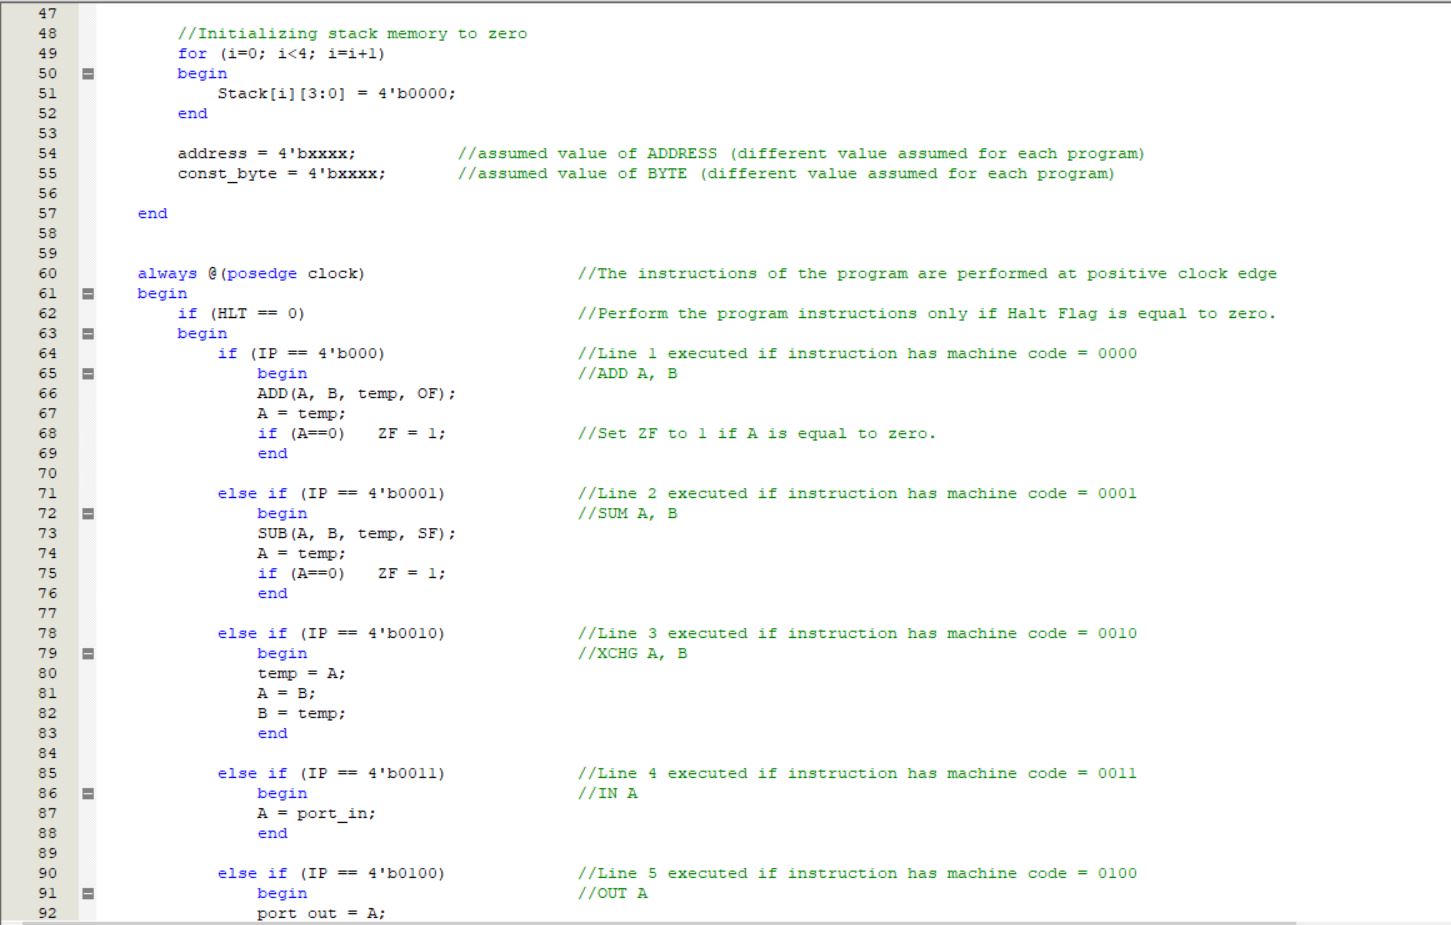 47
48 //Initializing stack memory to zero
49 for (i=0; i<4; i=i+1)
50 begin
51 Stack[i][3:0] = 4'b0000;
52 end
53
54 address = 4'bxxxx; //assumed value of ADDRESS (different value assumed for each program)
55 const_byte = 4'bxxxx; //assumed value of BYTE (different value assumed for each program)
56
57 end
58
59
60 always @(posedge clock) //The instructions of the program are performed at positive clock edge
61 begin
62 if (HLT == 0) //Perform the program instructions only if Halt Flag is equal to zero.
63 begin
64 if (IP == 4'b000) //Line 1 executed if instruction has machine code = 0000
65 begin //ADD A, B
66 ADD(A, B, temp, OF);
67 A = temp;
68 if (A==0) ZF = 1; //Set ZF to 1 if A is equal to zero.
69 end
70
71 else if (IP == 4'b0001) //Line 2 executed if instruction has machine code = 0001
72 begin //SUM A, B
73 SUB(A, B, temp, SF);
74 A = temp;
75 if (A==0) ZF = 1;
76 end
77
78 else if (IP == 4'b0010) //Line 3 executed if instruction has machine code = 0010
79 begin //XCHG A, B
80 temp = A;
81 A = B;
82 B = temp;
83 end
84
85 else if (IP == 4'b0011) //Line 4 executed if instruction has machine code = 0011
86 begin //IN A
87 A = port_in;
88 end
89
90 else if (IP == 4'b0100) //Line 5 executed if instruction has machine code = 0100
91 begin //OUT A
92 port_out = A;